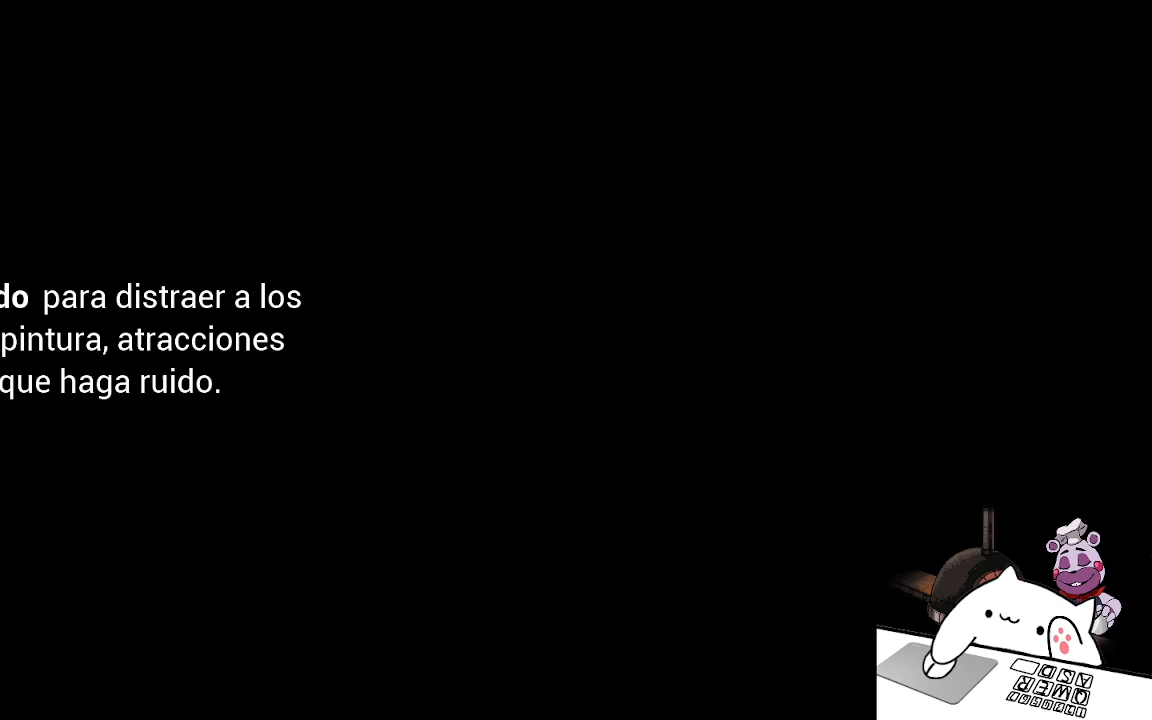 do para distraer a los
pintura, atracciones
que haga ruido.